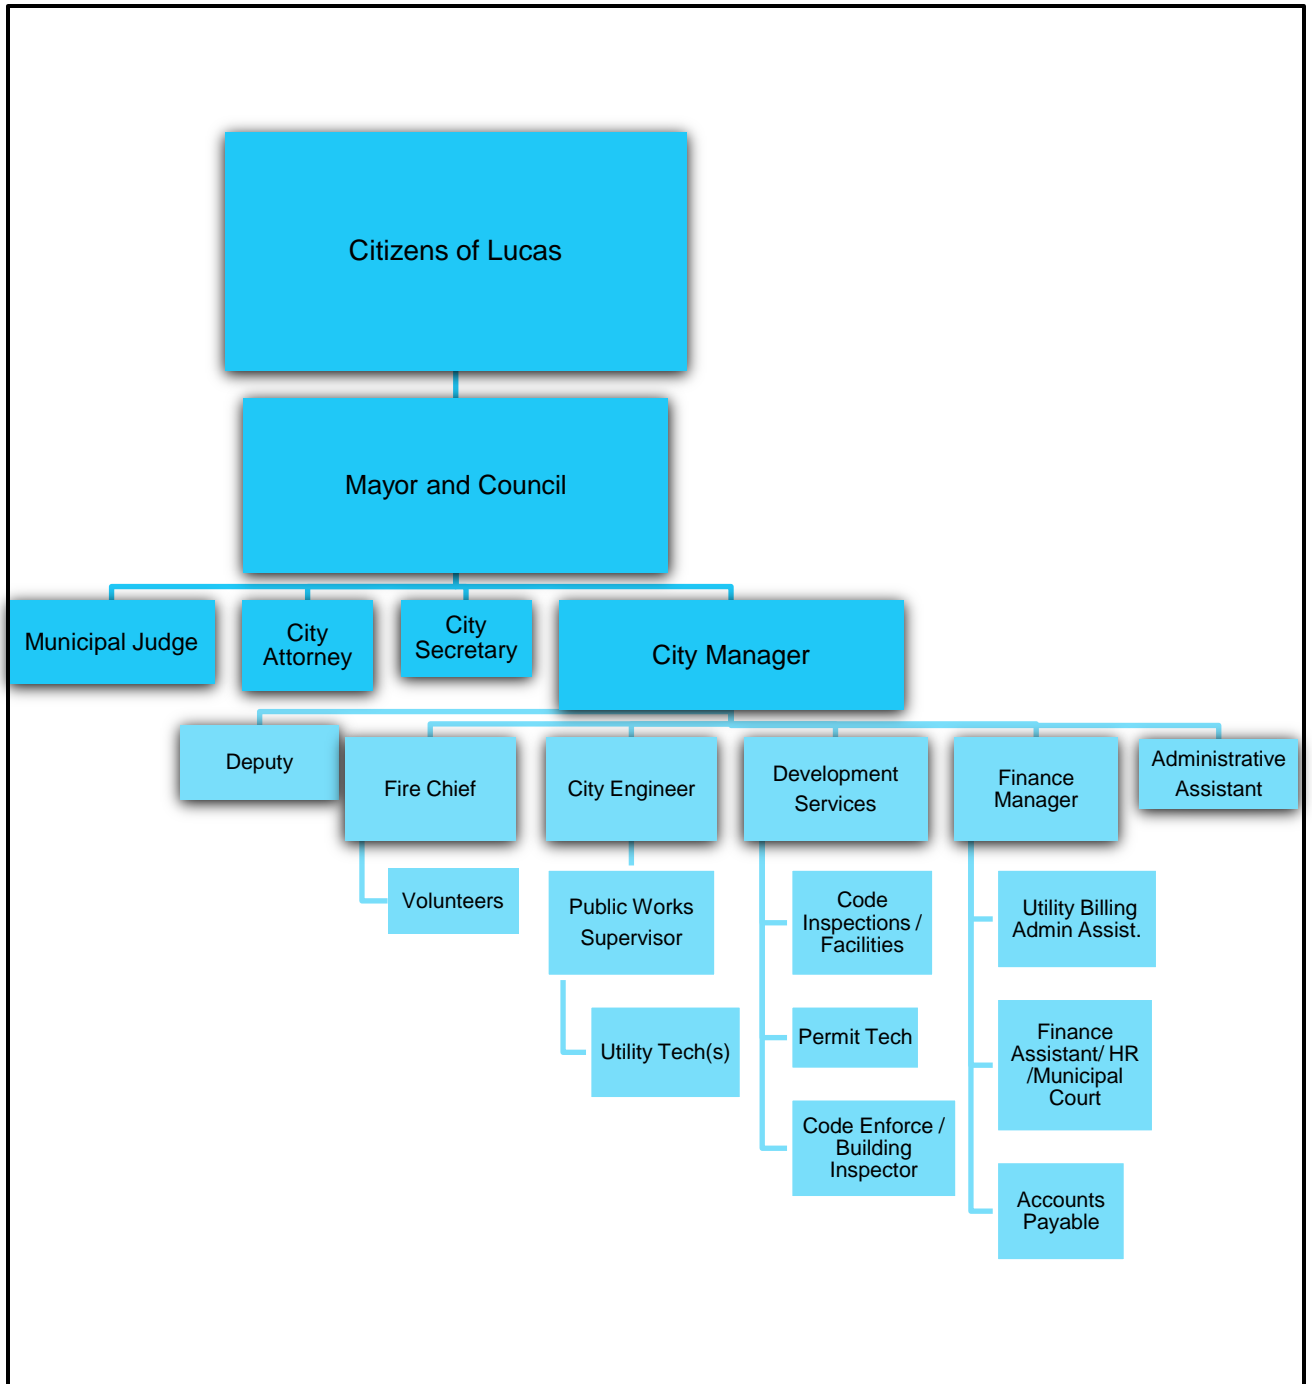 Citizens of Lucas
Mayor and Council
Municipal Judge
City
Attorney
City
Secretary
City Manager
Deputy
Fire Chief
City Engineer
Development
Services
Finance
Manager
Administrative
Assistant
Volunteers
Public Works
Supervisor
Utility Tech(s)
Code
Inspections /
Facilities
Permit Tech
Code Enforce /
Building
Inspector
Utility Billing
Admin Assist.
Finance
Assistant/ HR
/Municipal
Court
Accounts
Payable